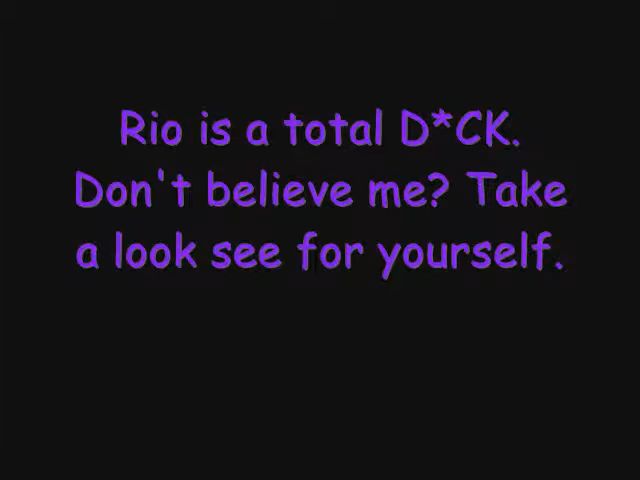 Rio is a total D*CK.
Don't believe me? Take
a look see for yourself.